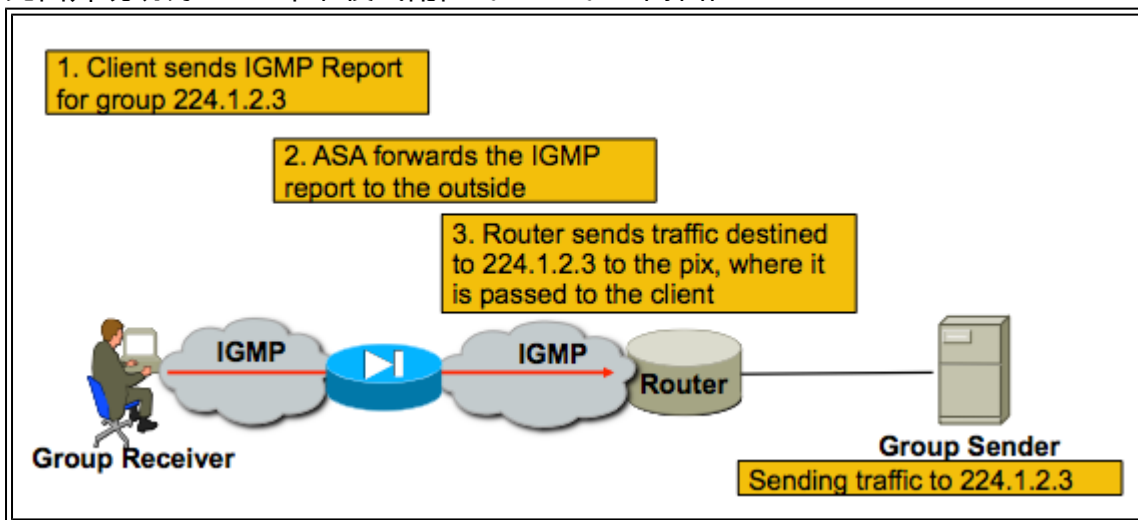 1. Client sends IGMP Report
for group 224.1.2.3
2. ASA forwards the IGMP
report to the outside
3. Router sends traffic destined
to 224.1.2.3 to the pix, where it
is passed to the client
IGMP
IGMP
Router
Group Receiver
Group Sender
Sending traffic to 224.1.2.3